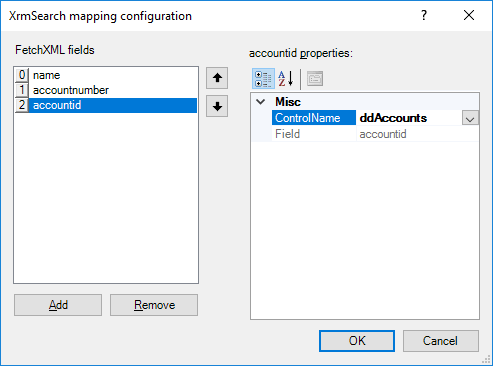 XrmSearch mapping configuration
?
FetchXML fields
0 name
1 accountnumber
2 accountid
Add
Remove
accountid properties:
A
Z
Misc
ControlName ddAccounts
Field accountid
OK
Cancel